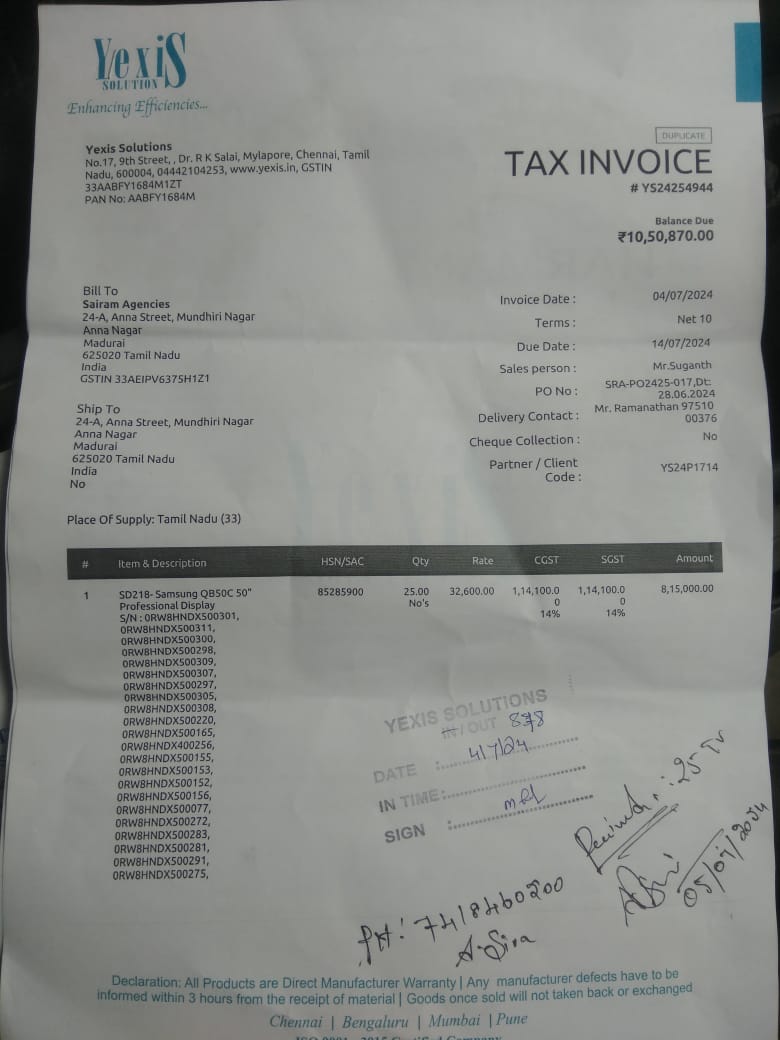 Yexis
SOLUTION
Enhancing Efficiencies...
Yexis Solutions
No.17, 9th Street, , Dr. R K Salai, Mylapore, Chennai, Tamil
Nadu, 600004, 04442104253, www.yexis.in, GSTIN
33AABFY1684M1ZT
PAN No: AABFY1684M
DUPLICATE
TAX INVOICE
# YS24254944
Balance Due
₹10,50,870.00
Bill To
Sairam Agencies
24-A, Anna Street, Mundhiri Nagar
Anna Nagar
Madurai
625020 Tamil Nadu
India
GSTIN 33AEIPV6375H1Z1
Ship To
24-A, Anna Street, Mundhiri Nagar
Anna Nagar
Madurai
625020 Tamil Nadu
India
No
Invoice Date : 04/07/2024
Terms : Net 10
Due Date : 14/07/2024
Sales person : Mr.Suganth
PO No : SRA-PO2425-017,Dt:
28.06.2024
Delivery Contact : Mr. Ramanathan 97510
00376
Cheque Collection : No
Partner / Client
Code : YS24P1714
Place Of Supply: Tamil Nadu (33)
# Item & Description HSN/SAC Qty Rate CGST SGST Amount
1 SD218- Samsung QB50C 50" 85285900 25.00 32,600.00 1,14,100.0 1,14,100.0 8,15,000.00
Professional Display No's 0 0
S/N : 0RW8HNDX500301, 14% 14%
0RW8HNDX500311,
0RW8HNDX500300,
0RW8HNDX500298,
0RW8HNDX500309,
0RW8HNDX500307,
0RW8HNDX500297,
0RW8HNDX500305,
0RW8HNDX500308,
0RW8HNDX500220,
0RW8HNDX500165,
0RW8HNDX400256,
0RW8HNDX500155,
0RW8HNDX500153,
0RW8HNDX500152,
0RW8HNDX500156,
0RW8HNDX500077,
0RW8HNDX500272,
0RW8HNDX500283,
0RW8HNDX500281,
0RW8HNDX500291,
0RW8HNDX500275,
YEXIS SOLUTIONS
IN / OUT 878
DATE : 4/7/24
IN TIME:
SIGN :
25 TV
05/07/2024
PH: 7418460200
A. Siva
Declaration: All Products are Direct Manufacturer Warranty | Any manufacturer defects have to be
informed within 3 hours from the receipt of material | Goods once sold will not taken back or exchanged
Chennai | Bengaluru | Mumbai | Pune
ISO 9001 - 2015 Certified Company